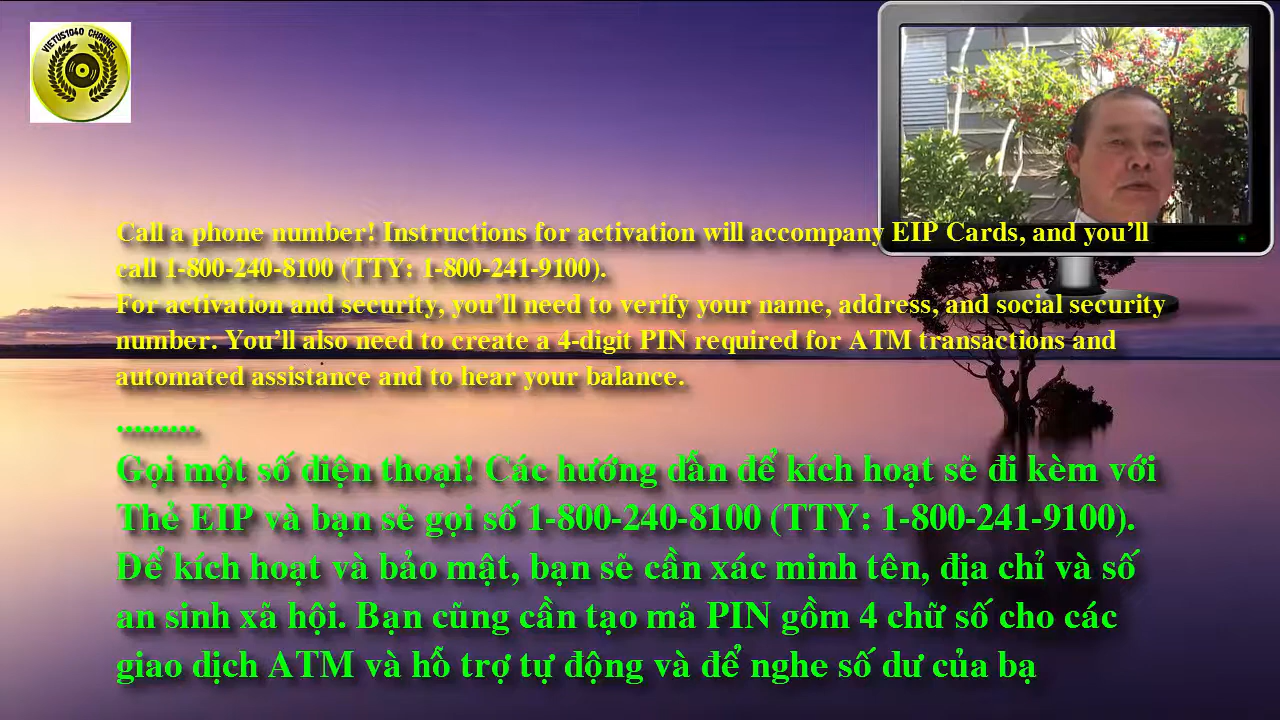 VIETUS1040 CHANNEL
Call a phone number! Instructions for activation will accompany EIP Cards, and you’ll
call 1-800-240-8100 (TTY: 1-800-241-9100).
For activation and security, you’ll need to verify your name, address, and social security
number. You’ll also need to create a 4-digit PIN required for ATM transactions and
automated assistance and to hear your balance.
.........
Gọi một số điện thoại! Các hướng dẫn để kích hoạt sẽ đi kèm với
Thẻ EIP và bạn sẽ gọi số 1-800-240-8100 (TTY: 1-800-241-9100).
Để kích hoạt và bảo mật, bạn sẽ cần xác minh tên, địa chỉ và số
an sinh xã hội. Bạn cũng cần tạo mã PIN gồm 4 chữ số cho các
giao dịch ATM và hỗ trợ tự động và để nghe số dư của bạ